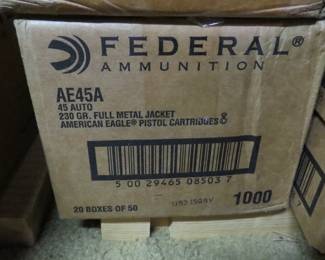 FEDERAL®
AMMUNITION
AE45A
45 AUTO
230 GR. FULL METAL JACKET
AMERICAN EAGLE® PISTOL CARTRIDGES
5 00 29465 08503 7
20 BOXES OF 50
1000